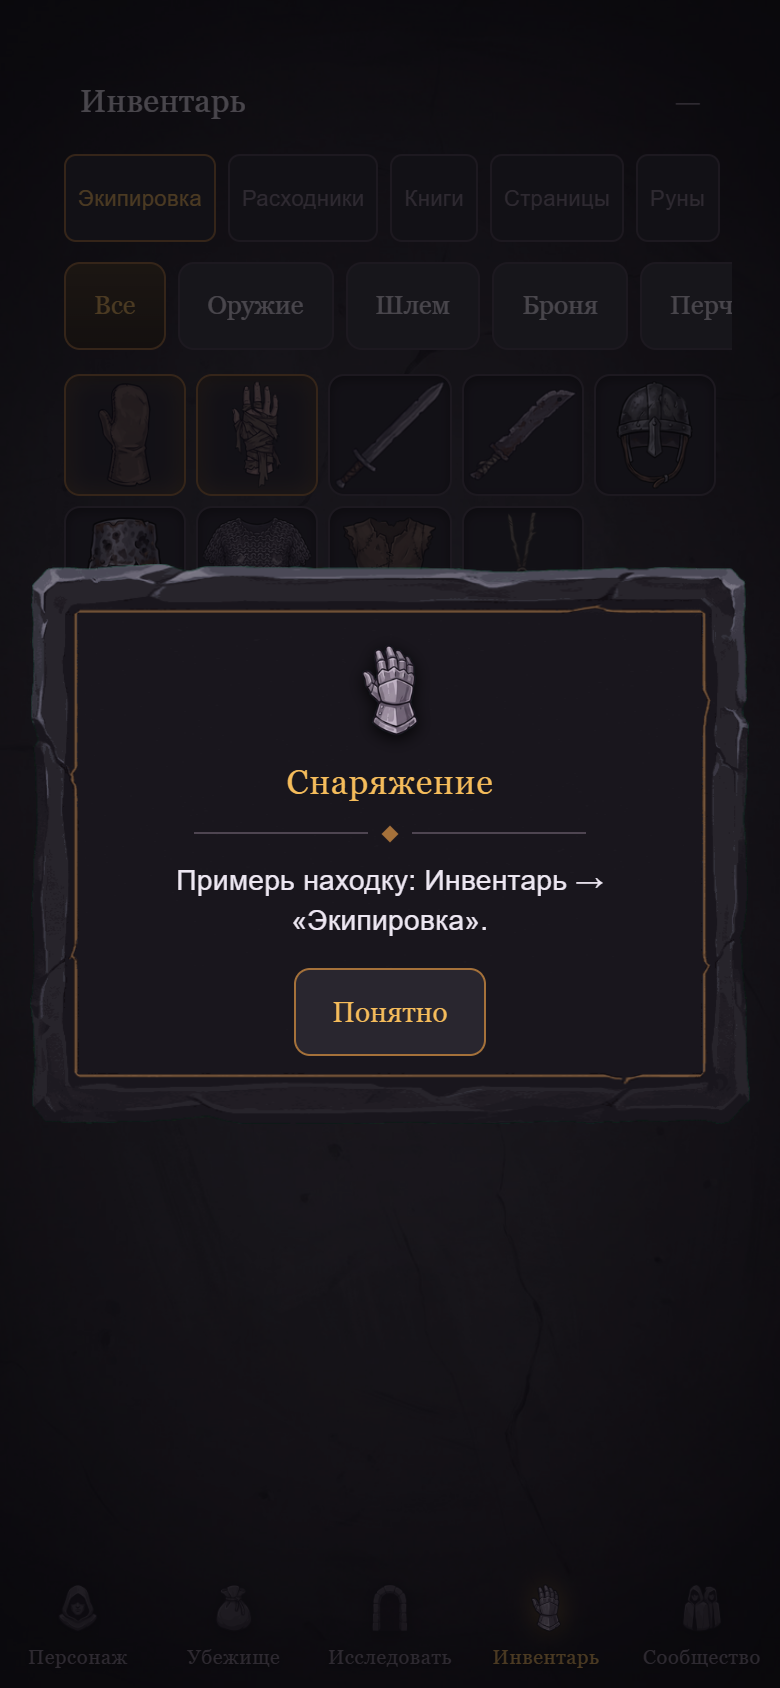 Инвентарь
Экипировка Расходники Книги Страницы Руны
Все Оружие Шлем Броня Перч
Снаряжение
Примерь находку: Инвентарь →
«Экипировка».
Понятно
Персонаж Убежище Исследовать Инвентарь Сообщество